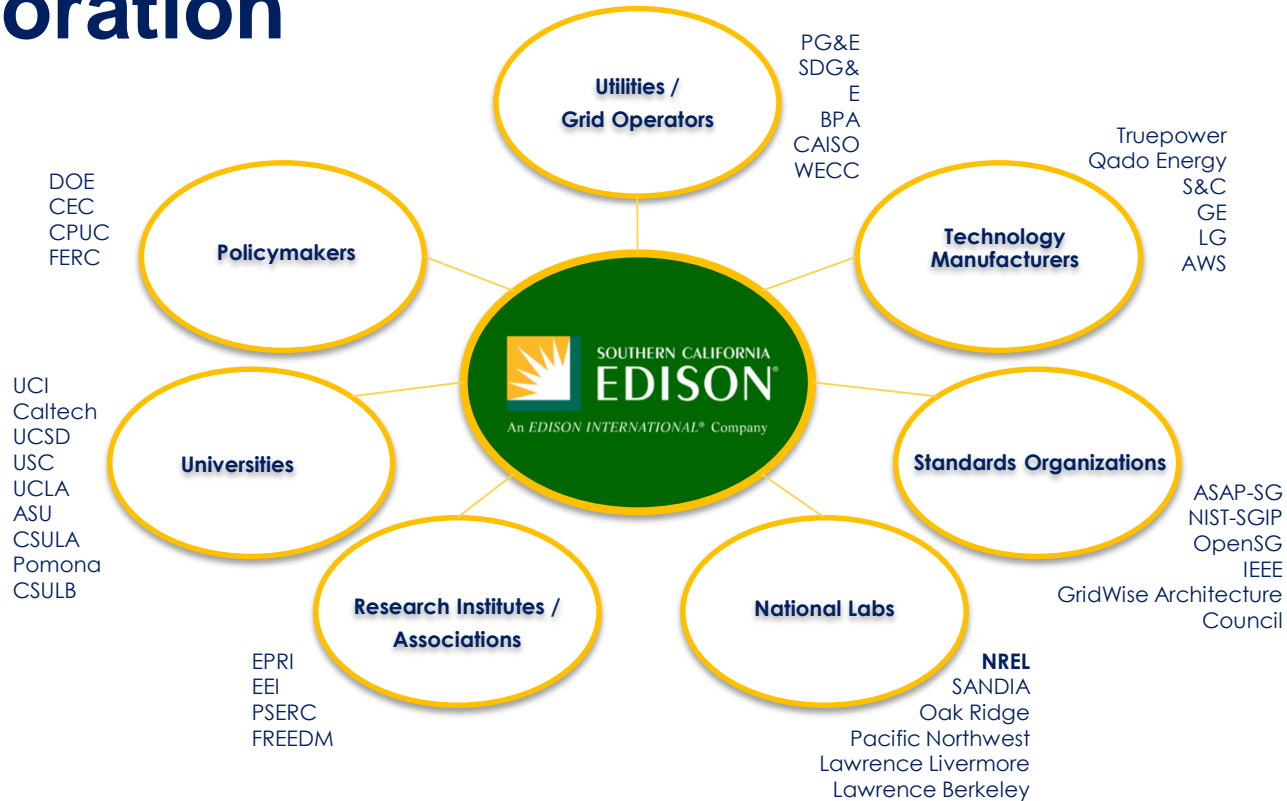 oration
Utilities /
Grid Operators
PG&E
SDG&
E
BPA
CAISO
WECC
Truepower
Qado Energy
S&C
GE
LG
AWS
Technology
Manufacturers
DOE
CEC
CPUC
FERC
Policymakers
SOUTHERN CALIFORNIA
EDISON®
An EDISON INTERNATIONAL® Company
UCI
Caltech
UCSD
USC
UCLA
ASU
CSULA
Pomona
CSULB
Universities
Standards Organizations
ASAP-SG
NIST-SGIP
OpenSG
IEEE
GridWise Architecture
Council
Research Institutes /
Associations
EPRI
EEI
PSERC
FREEDM
National Labs
NREL
SANDIA
Oak Ridge
Pacific Northwest
Lawrence Livermore
Lawrence Berkeley